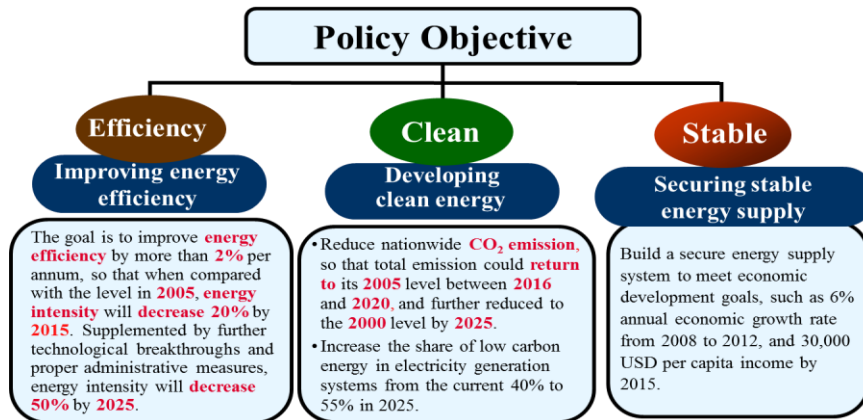 Policy Objective
Efficiency
Improving energy
efficiency
The goal is to improve energy
efficiency by more than 2% per
annum, so that when compared
with the level in 2005, energy
intensity will decrease 20% by
2015. Supplemented by further
technological breakthroughs and
proper administrative measures,
energy intensity will decrease
50% by 2025.
Clean
Developing
clean energy
•Reduce nationwide CO₂ emission,
so that total emission could return
to its 2005 level between 2016
and 2020, and further reduced to
the 2000 level by 2025.
•Increase the share of low carbon
energy in electricity generation
systems from the current 40% to
55% in 2025.
Stable
Securing stable
energy supply
Build a secure energy supply
system to meet economic
development goals, such as 6%
annual economic growth rate
from 2008 to 2012, and 30,000
USD per capita income by
2015.